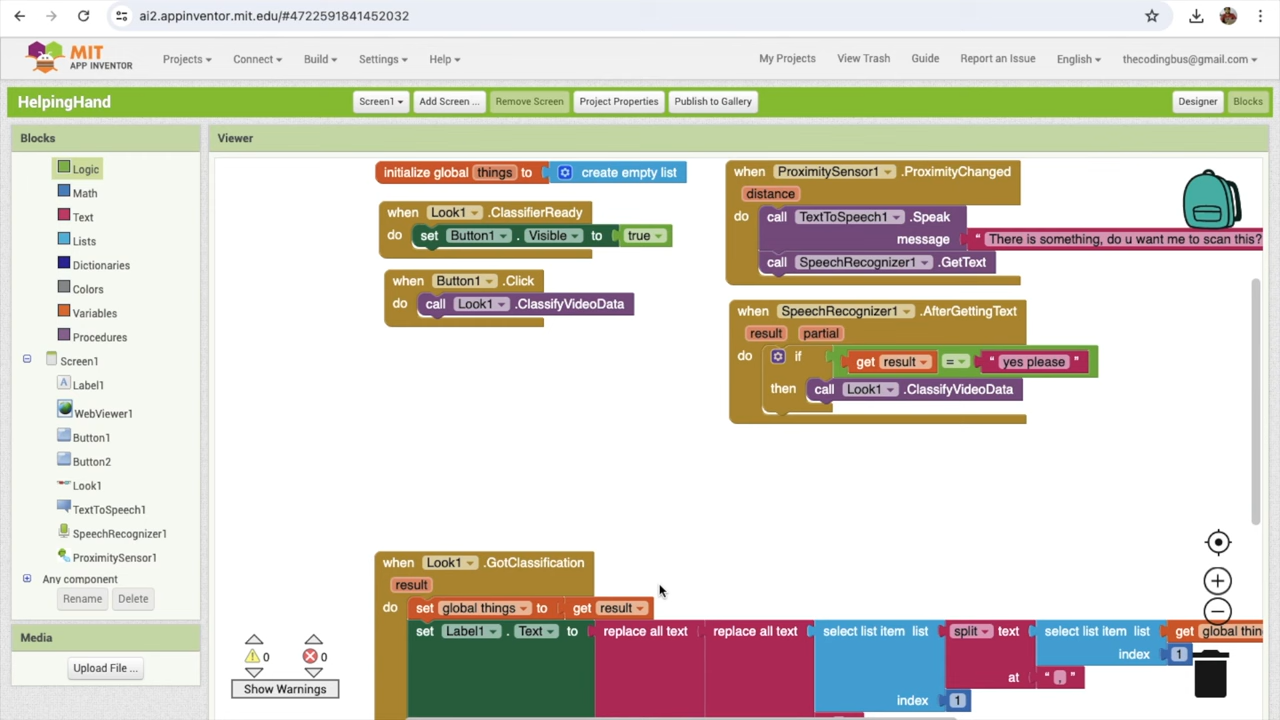 ai2.appinventor.mit.edu/#4722591841452032
MIT
APP INVENTOR
Projects
Connect
Build
Settings
Help
My Projects
View Trash
Guide
Report an Issue
English
thecodingbus@gmail.com
HelpingHand
Screen1
Add Screen ...
Remove Screen
Project Properties
Publish to Gallery
Designer
Blocks
Blocks
Viewer
Logic
Math
Text
Lists
Dictionaries
Colors
Variables
Procedures
Screen1
A Label1
WebViewer1
Button1
Button2
Look1
TextToSpeech1
SpeechRecognizer1
ProximitySensor1
Any component
Rename
Delete
Media
Upload File ...
initialize global things to create empty list
when Look1 .ClassifierReady
do set Button1 . Visible to true
when Button1 .Click
do call Look1 .ClassifyVideoData
when ProximitySensor1 .ProximityChanged
distance
do call TextToSpeech1 .Speak
message " There is something, do u want me to scan this?
call SpeechRecognizer1 .GetText
when SpeechRecognizer1 .AfterGettingText
result partial
do if get result = " yes please "
then call Look1 .ClassifyVideoData
when Look1 .GotClassification
result
do set global things to get result
set Label1 . Text to replace all text replace all text select list item list split text select list item list get global thin
index 1
at " , "
index 1
0
0
Show Warnings